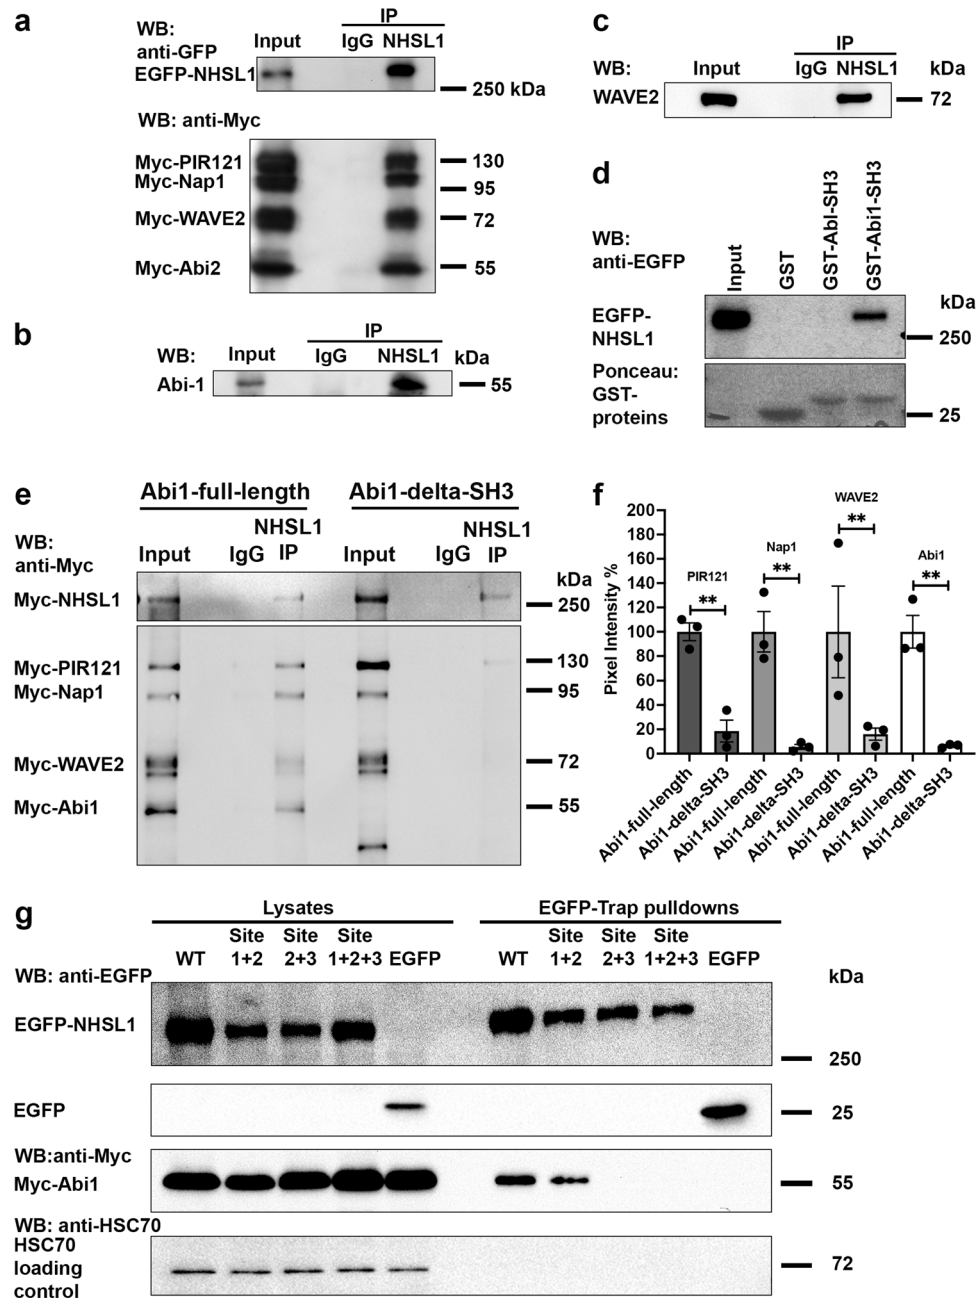 a
WB:
anti-GFP
Input
IP
IgG NHSL1
EGFP-NHSL1
250 kDa
WB: anti-Myc
Myc-PIR121
Myc-Nap1
Myc-WAVE2
Myc-Abi2
130
95
72
55
b
IP
WB: Input IgG NHSL1 kDa
Abi-1
55
c
IP
WB: Input IgG NHSL1 kDa
WAVE2
72
d
WB:
anti-EGFP
Input
GST
GST-Abl-SH3
GST-Abi1-SH3
kDa
EGFP-
NHSL1
250
Ponceau:
GST-
proteins
25
e
Abi1-full-length Abi1-delta-SH3
WB:
anti-Myc
Input IgG NHSL1 IP
Input IgG NHSL1 IP
kDa
Myc-NHSL1
250
Myc-PIR121
130
Myc-Nap1
95
Myc-WAVE2
72
Myc-Abi1
55
f
Pixel Intensity %
200
180
160
140
120
100
80
60
40
20
0
PIR121
**
Nap1
**
WAVE2
**
Abi1
**
Abi1-full-length
Abi1-delta-SH3
Abi1-full-length
Abi1-delta-SH3
Abi1-full-length
Abi1-delta-SH3
Abi1-full-length
Abi1-delta-SH3
g
Lysates EGFP-Trap pulldowns
Site Site Site Site Site Site
WT 1+2 2+3 1+2+3 EGFP WT 1+2 2+3 1+2+3 EGFP
WB: anti-EGFP
kDa
EGFP-NHSL1
250
EGFP
25
WB:anti-Myc
Myc-Abi1
55
WB: anti-HSC70
HSC70
loading
control
72